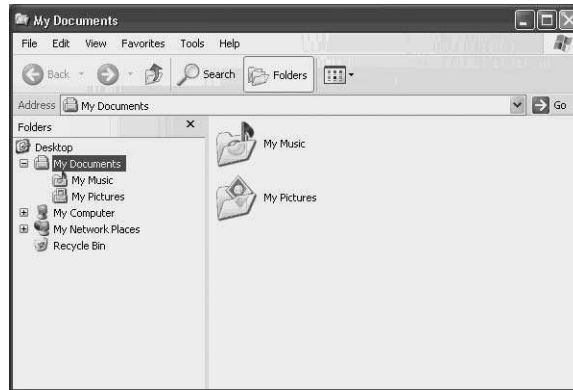 My Documents
File Edit View Favorites Tools Help
Back Search Folders
Address My Documents Go
Folders
Desktop
My Documents
My Music
My Pictures
My Computer
My Network Places
Recycle Bin
My Music
My Pictures